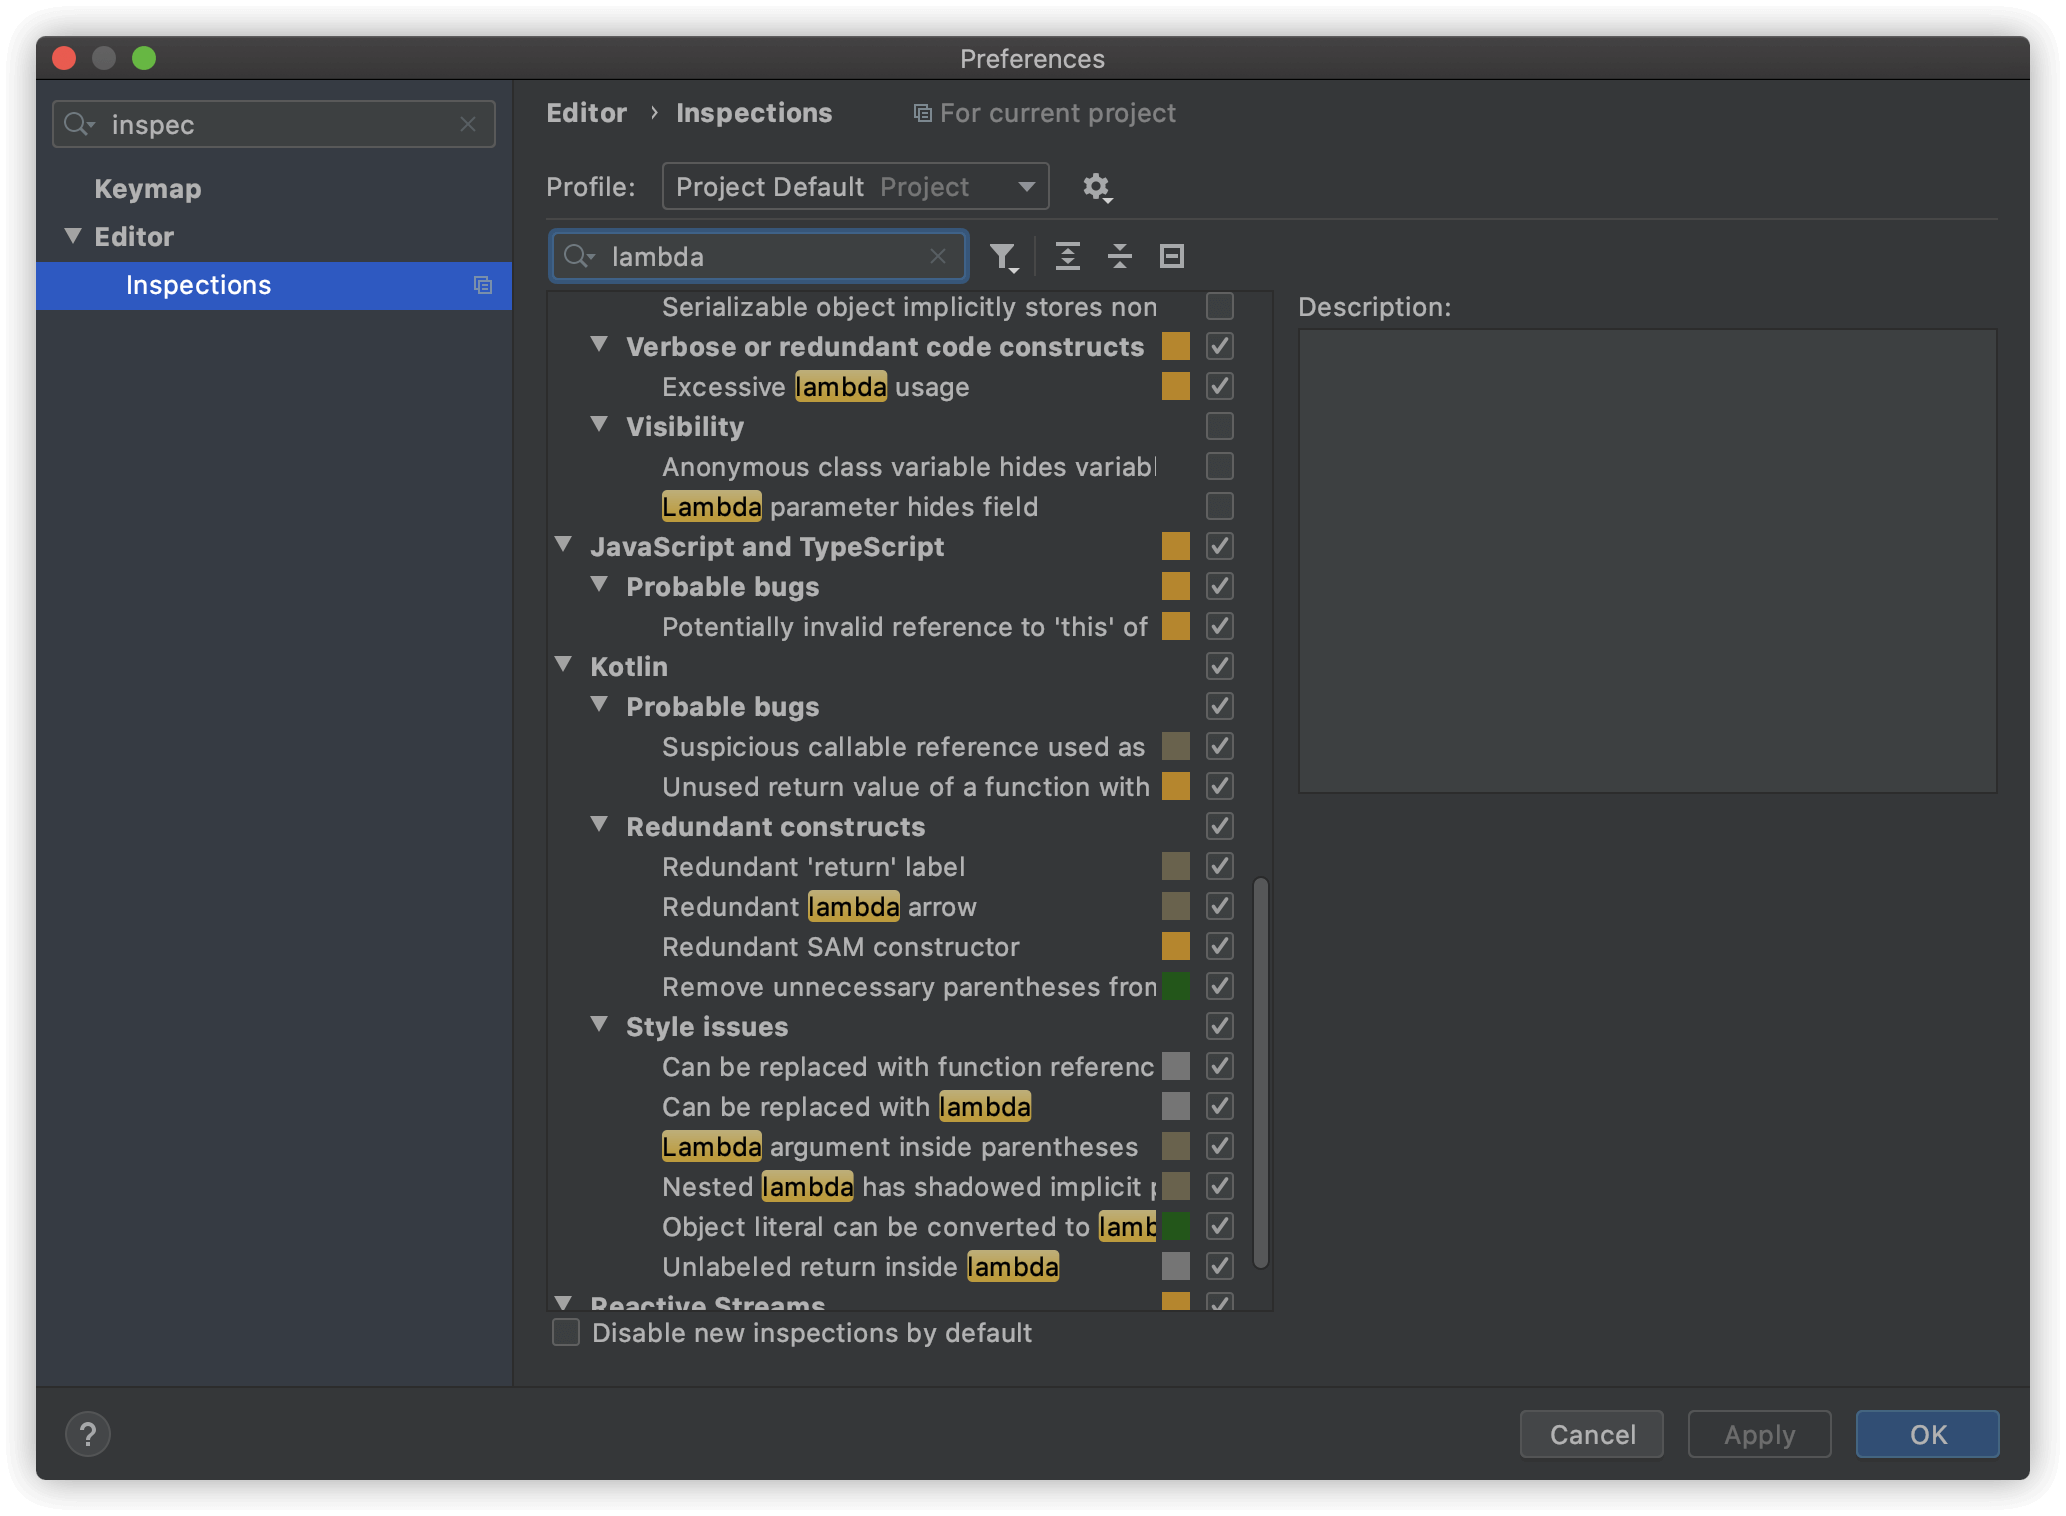 Preferences
inspec
Keymap
Editor
Inspections
Editor › Inspections For current project
Profile: Project Default Project
lambda
Description:
Serializable object implicitly stores non
Verbose or redundant code constructs
Excessive lambda usage
Visibility
Anonymous class variable hides variabl
Lambda parameter hides field
JavaScript and TypeScript
Probable bugs
Potentially invalid reference to 'this' of
Kotlin
Probable bugs
Suspicious callable reference used as
Unused return value of a function with
Redundant constructs
Redundant 'return' label
Redundant lambda arrow
Redundant SAM constructor
Remove unnecessary parentheses from
Style issues
Can be replaced with function referenc
Can be replaced with lambda
Lambda argument inside parentheses
Nested lambda has shadowed implicit p
Object literal can be converted to lamb
Unlabeled return inside lambda
Reactive Streams
Disable new inspections by default
?
Cancel Apply OK